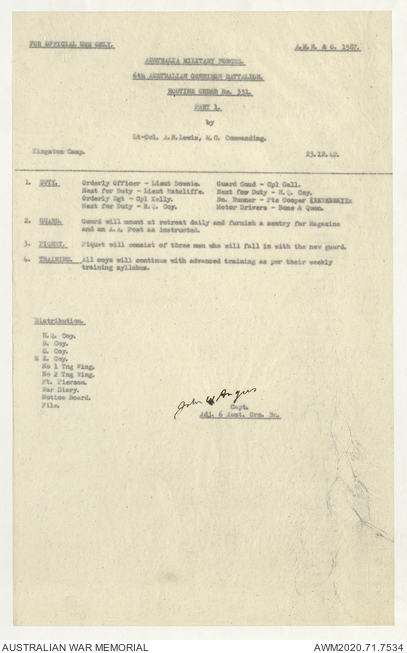 FOR OFFICIAL USE ONLY.
A.M.F. & O. 1587.
AUSTRALIA MILITARY FORCES.
6th AUSTRALIAN GARRISON BATTALION.
ROUTINE ORDER No. 331.
PART 1.
by
Lt-Col. A.H.Lewis, M.C. Commanding.
Kingston Camp.
23.12.42.
1. DUTY. Orderly Officer - Lieut Downie. Guard Comd - Cpl Gell.
Next for Duty - Lieut Ratcliffe. Next for Duty - H.Q. Coy.
Orderly Sgt - Cpl Kelly. Bn. Runner - Pte Cooper
Next for Duty - H.Q. Coy. Motor Drivers -
2. GUARD. Guard will mount at retreat daily and furnish a sentry for Magazine
and an A.A. Post as instructed.
3. PIQUET. Piquet will consist of three men who will fall in with the new guard.
4. TRAINING. All coys will continue with advanced training as per their weekly
training syllabus.
Distribution.
H.Q. Coy.
B. Coy.
C. Coy.
E. Coy.
No 1 Tng Wing.
No 2 Tng Wing.
Ft. Pierson.
War Diary.
Notice Board.
File.
John W Angus
Capt.
Adj. 6 Aust. Grn. Bn.
AUSTRALIAN WAR MEMORIAL
AWM2020.71.7534